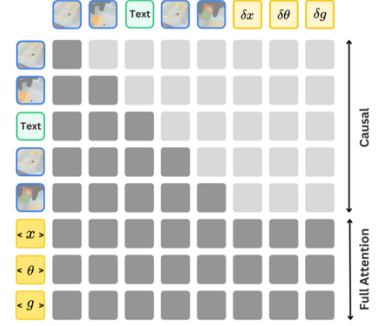 Text δx δθ δg
Text
< x >
< θ >
< g >
Causal
Full Attention